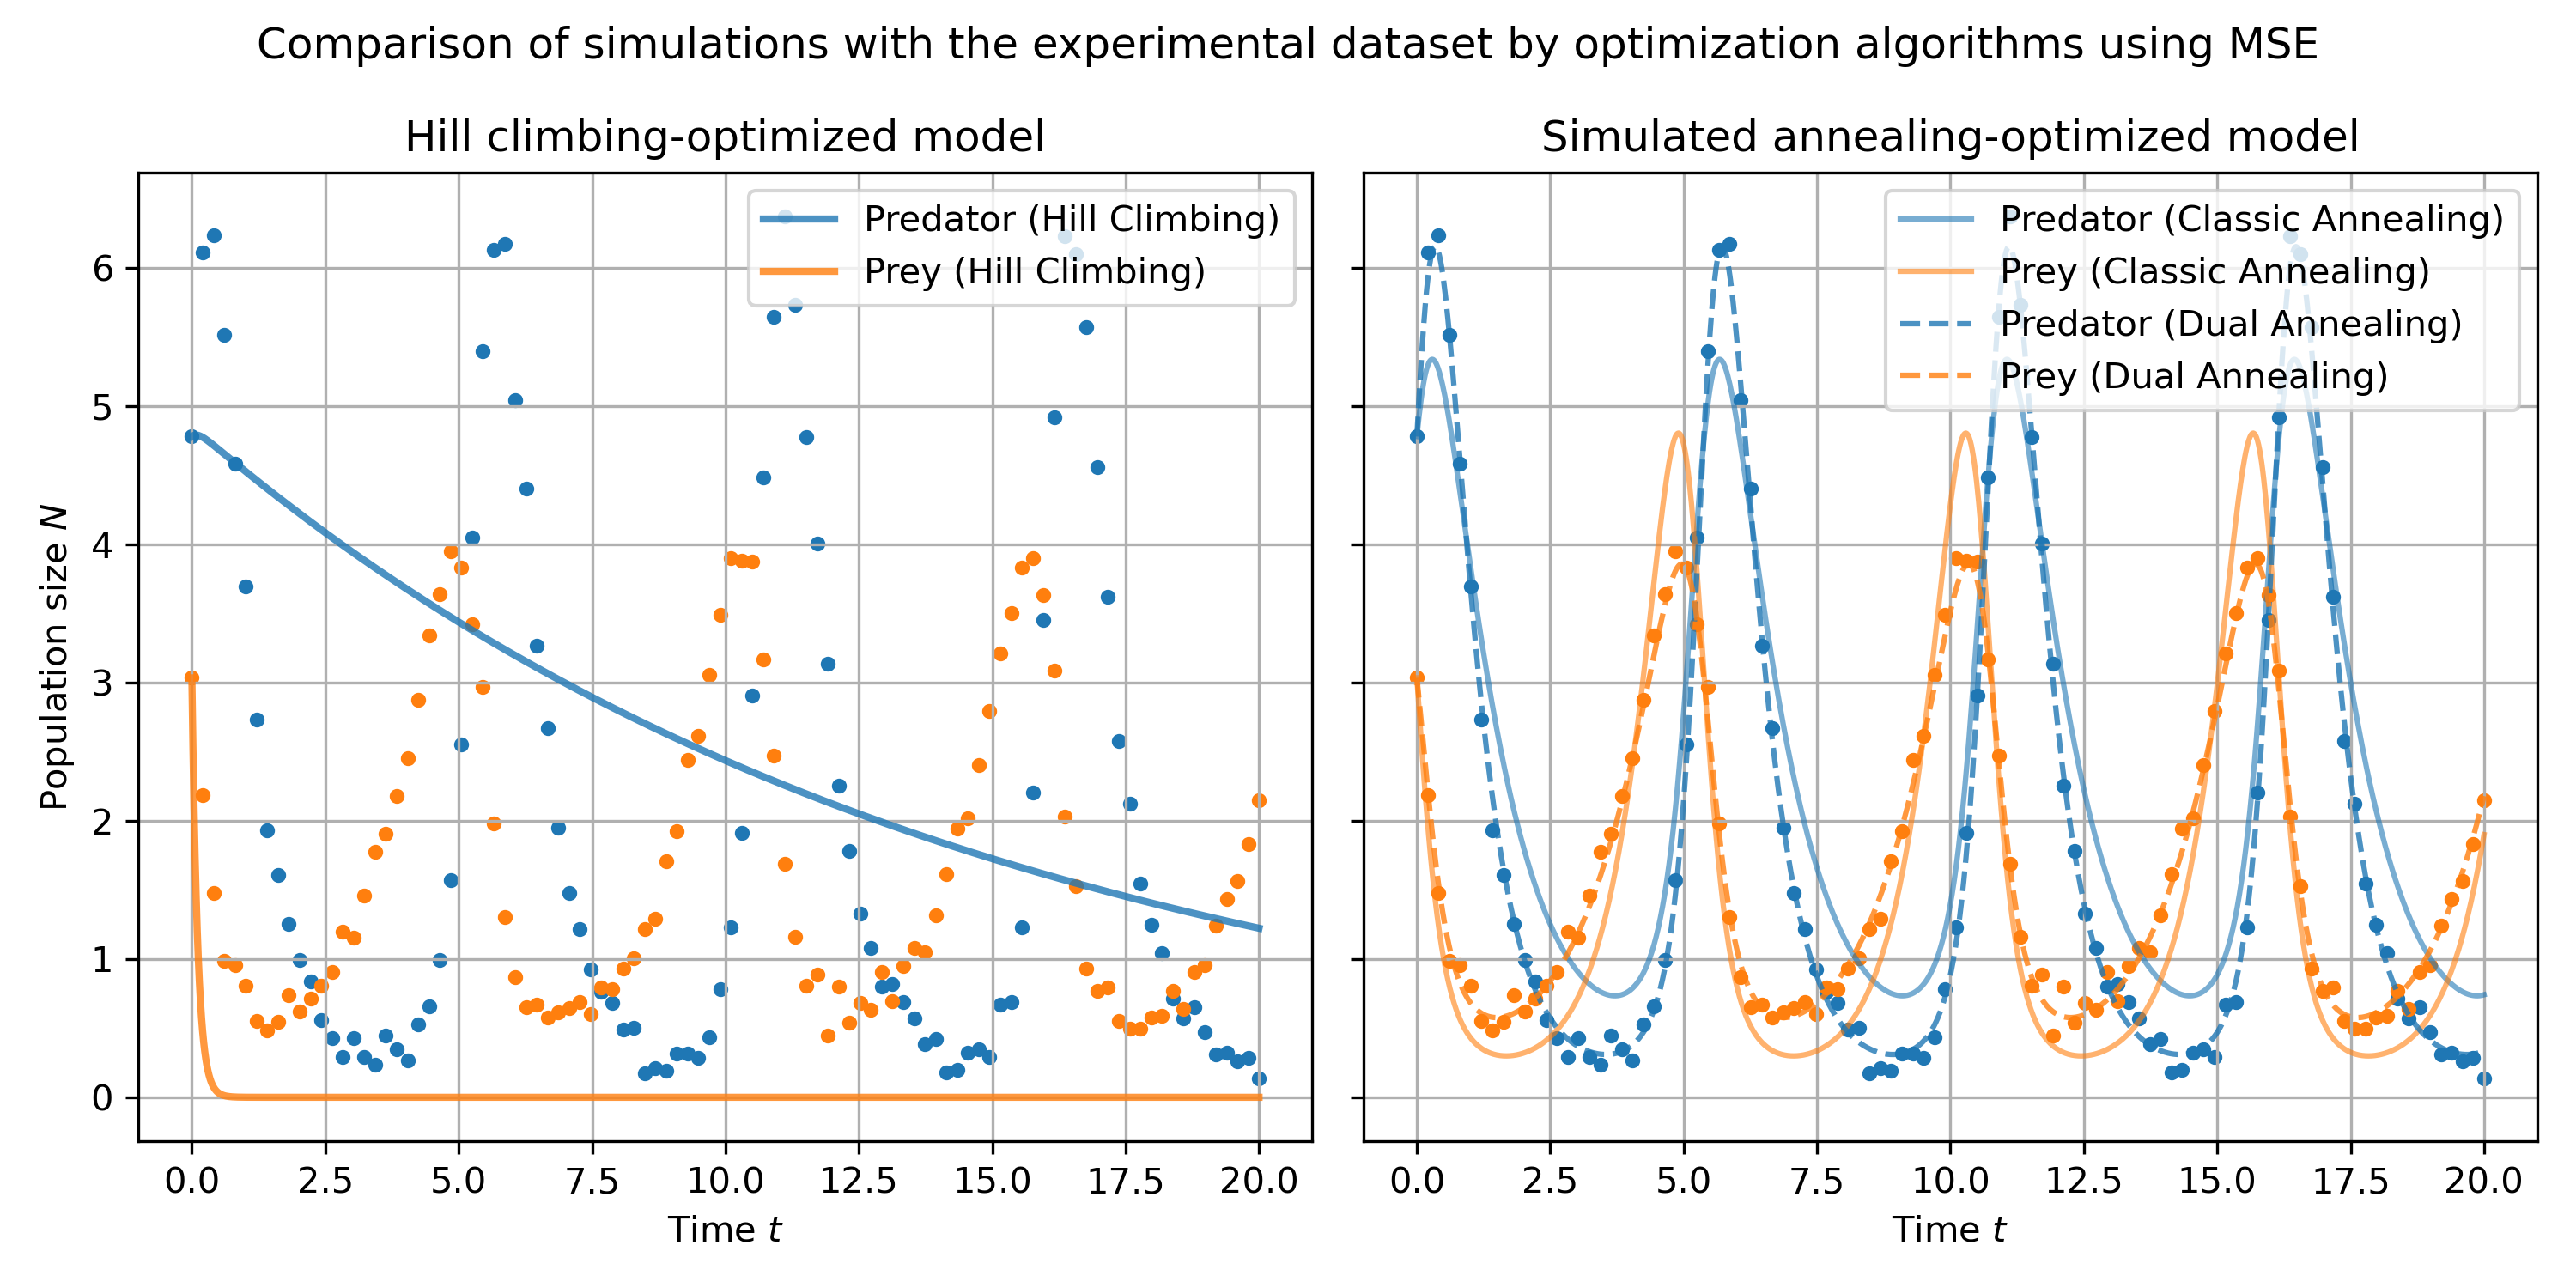 Comparison of simulations with the experimental dataset by optimization algorithms using MSE
Hill climbing-optimized model
Simulated annealing-optimized model
Predator (Hill Climbing)
Prey (Hill Climbing)
Predator (Classic Annealing)
Prey (Classic Annealing)
Predator (Dual Annealing)
Prey (Dual Annealing)
Population size N
6
5
4
3
2
1
0
0.0 2.5 5.0 7.5 10.0 12.5 15.0 17.5 20.0
0.0 2.5 5.0 7.5 10.0 12.5 15.0 17.5 20.0
Time t
Time t